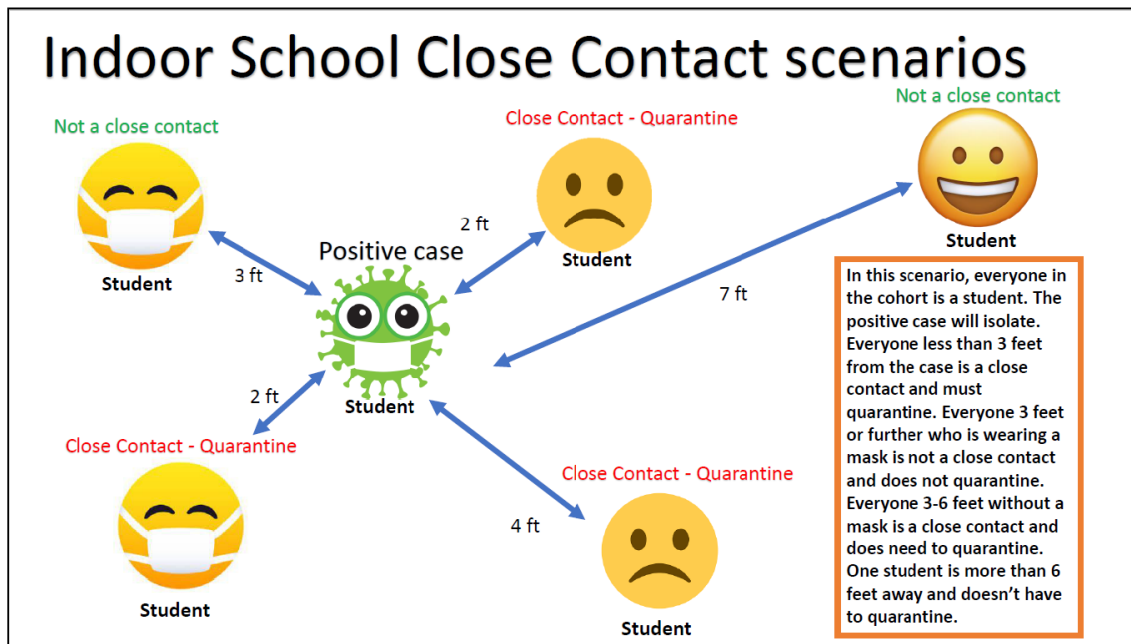 Indoor School Close Contact scenarios
Not a close contact
Close Contact - Quarantine
Not a close contact
2 ft
Positive case
Student
Student
Student
3 ft
7 ft
In this scenario, everyone in
the cohort is a student. The
positive case will isolate.
Everyone less than 3 feet
from the case is a close
contact and must
quarantine. Everyone 3 feet
or further who is wearing a
mask is not a close contact
and does not quarantine.
Everyone 3-6 feet without a
mask is a close contact and
does need to quarantine.
One student is more than 6
feet away and doesn’t have
to quarantine.
2 ft
Student
Close Contact - Quarantine
Close Contact - Quarantine
4 ft
Student
Student